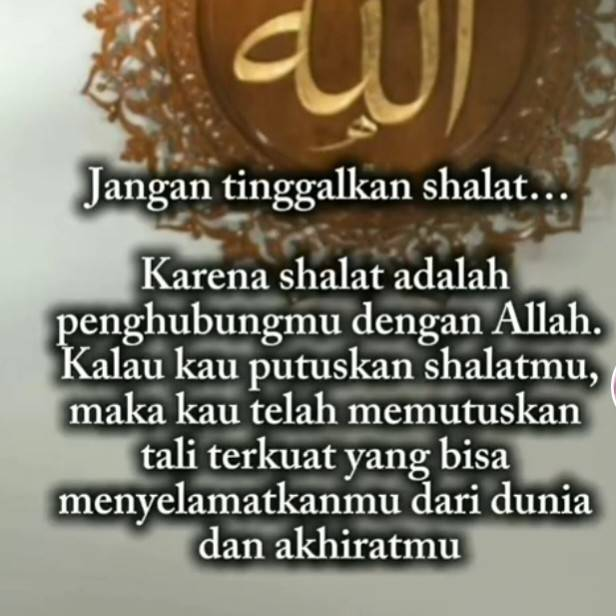 الله
Jangan tinggalkan shalat...
Karena shalat adalah
penghubungmu dengan Allah.
Kalau kau putuskan shalatmu,
maka kau telah memutuskan
tali terkuat yang bisa
menyelamatkanmu dari dunia
dan akhiratmu